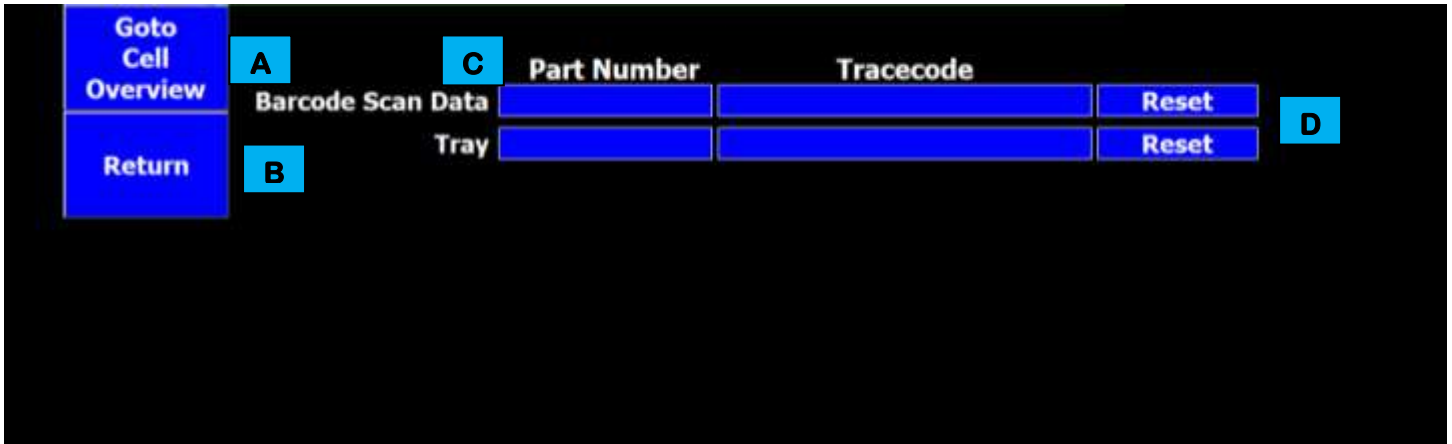 Goto
Cell
Overview
A
Return
B
C
Part Number Tracecode
Barcode Scan Data Reset
Tray Reset
D